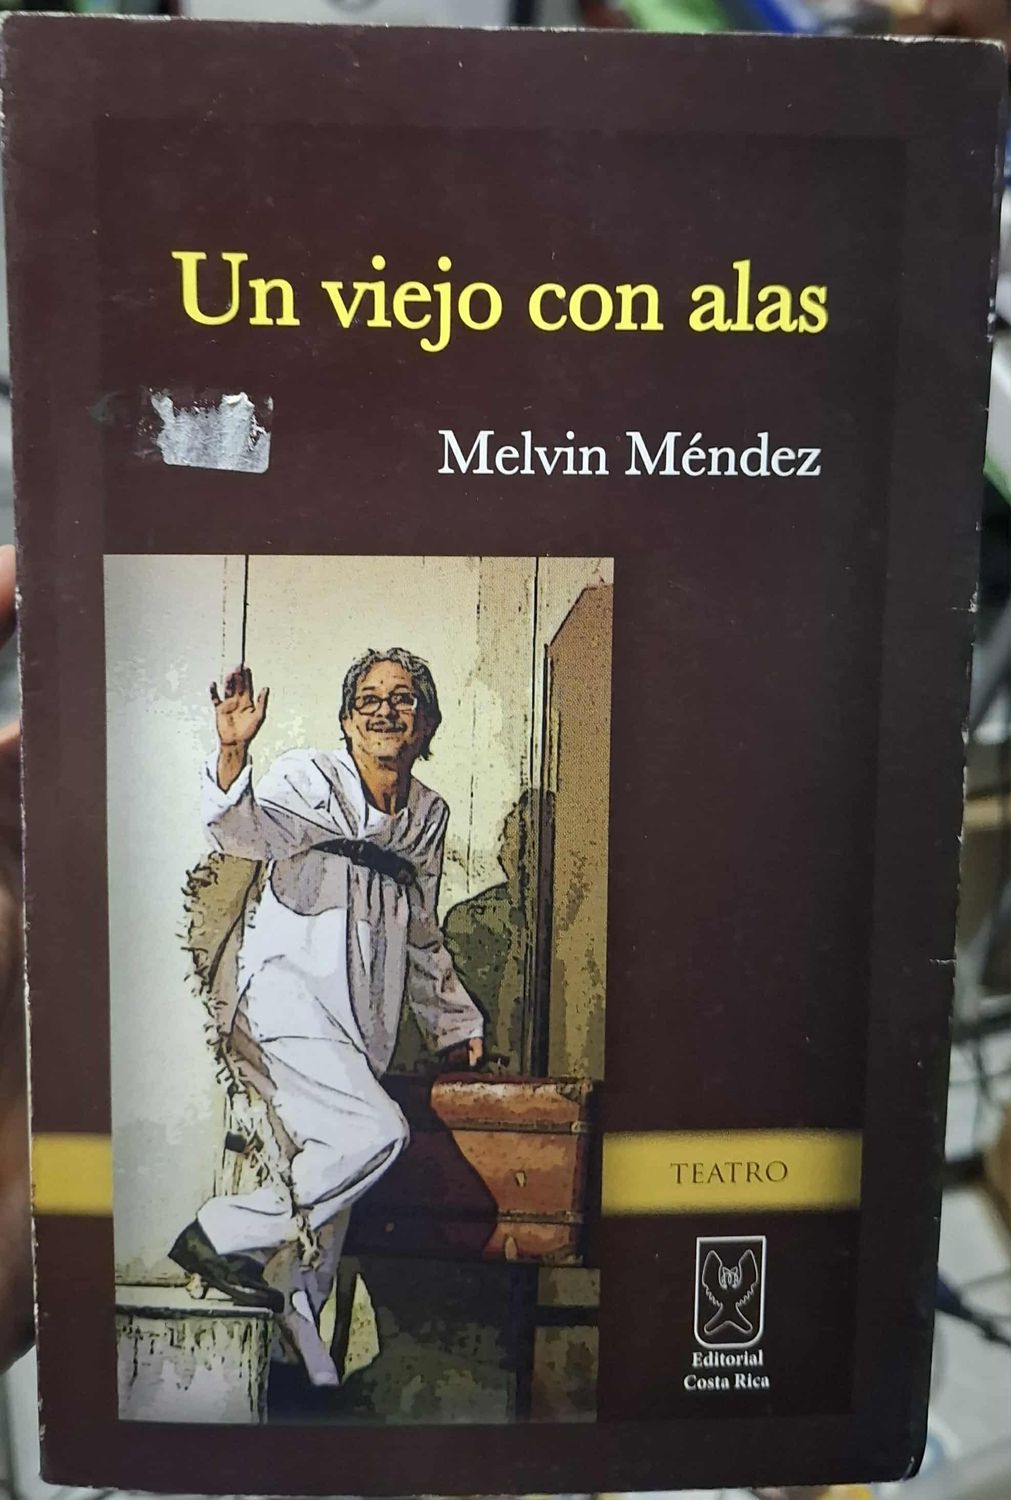 Un viejo con alas
Melvin Méndez
TEATRO
Editorial
Costa Rica